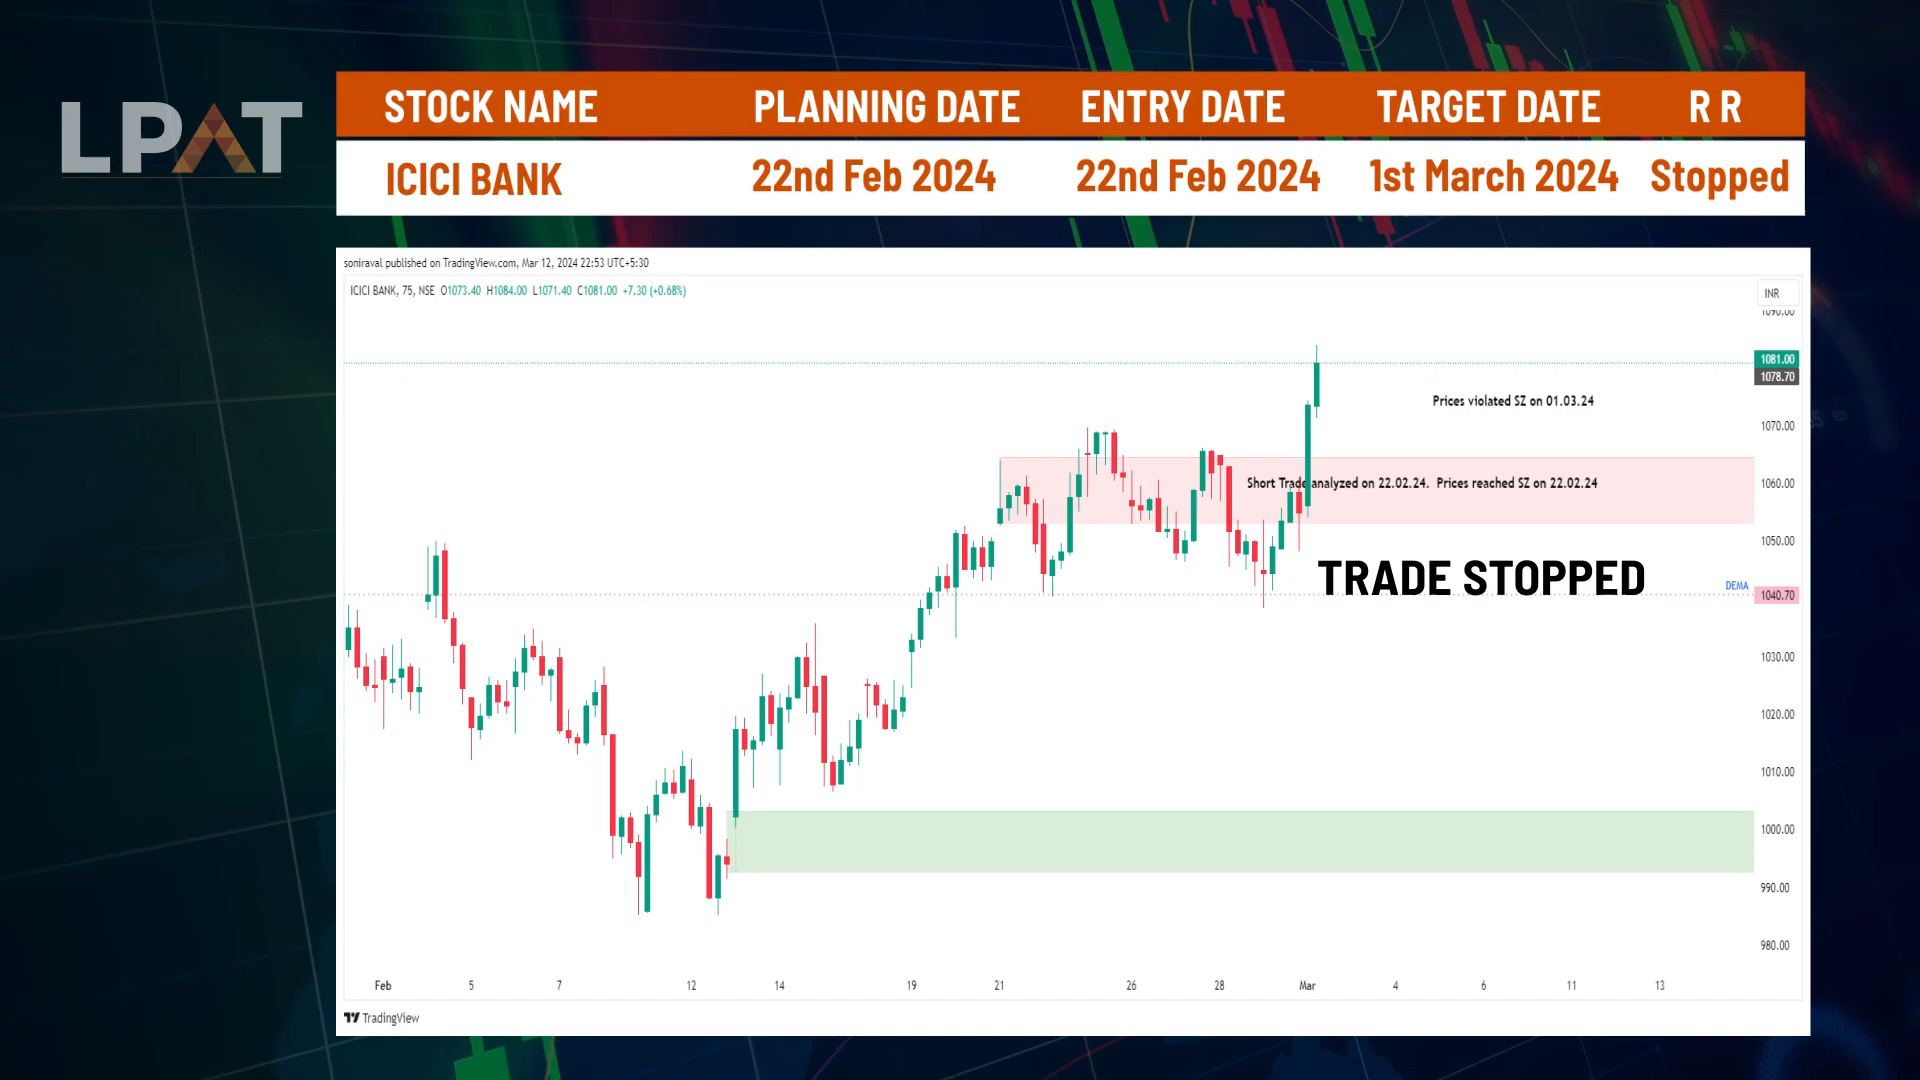 LPAT
STOCK NAME PLANNING DATE ENTRY DATE TARGET DATE R R
ICICI BANK 22nd Feb 2024 22nd Feb 2024 1st March 2024 Stopped
soniraval published on TradingView.com, Mar 12, 2024 22:53 UTC+5:30
ICICI BANK, 75, NSE O1073.40 H1084.00 L1071.40 C1081.00 +7.30 (+0.68%)
INR
1090.00
1081.00
1078.70
Prices violated SZ on 01.03.24
1070.00
Short Trade analyzed on 22.02.24. Prices reached SZ on 22.02.24
1060.00
1050.00
TRADE STOPPED
DEMA
1040.70
1030.00
1020.00
1010.00
1000.00
990.00
980.00
Feb 5 7 12 14 19 21 26 28 Mar 4 6 11 13
TradingView